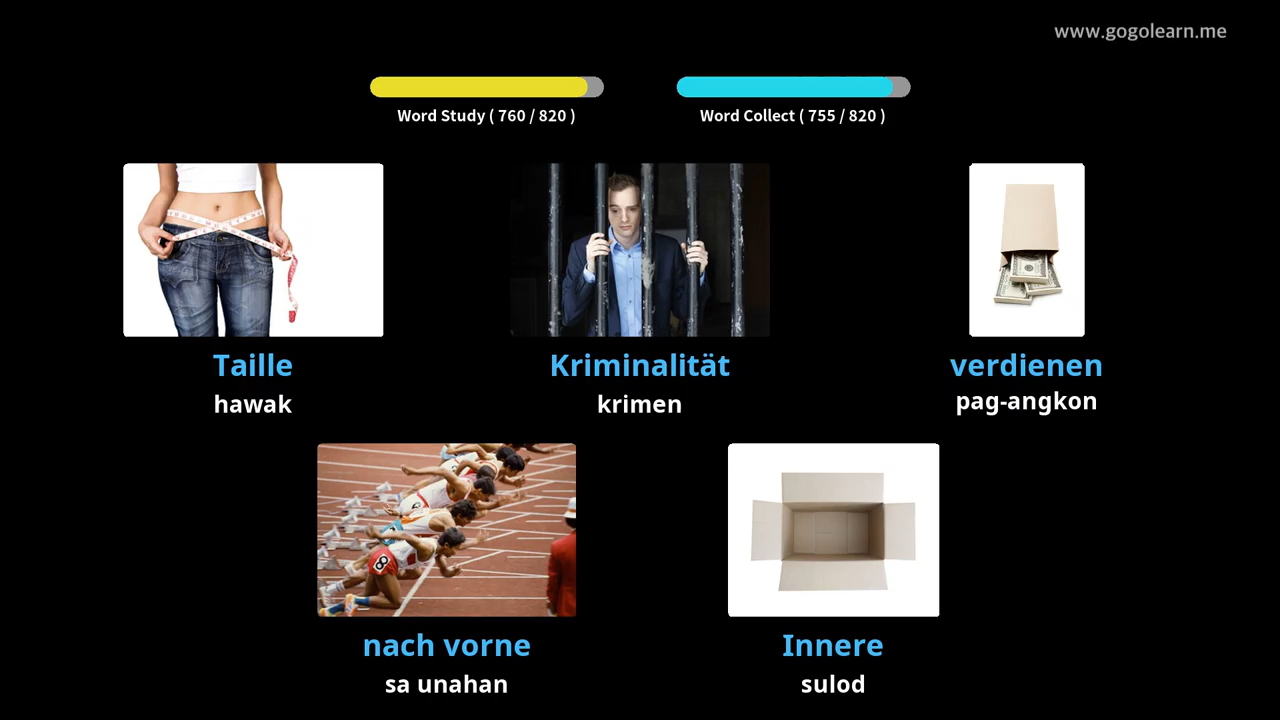 www.gogolearn.me
Word Study ( 760 / 820 )
Word Collect ( 755 / 820 )
Taille
hawak
Kriminalität
krimen
verdienen
pag-angkon
nach vorne
sa unahan
Innere
sulod